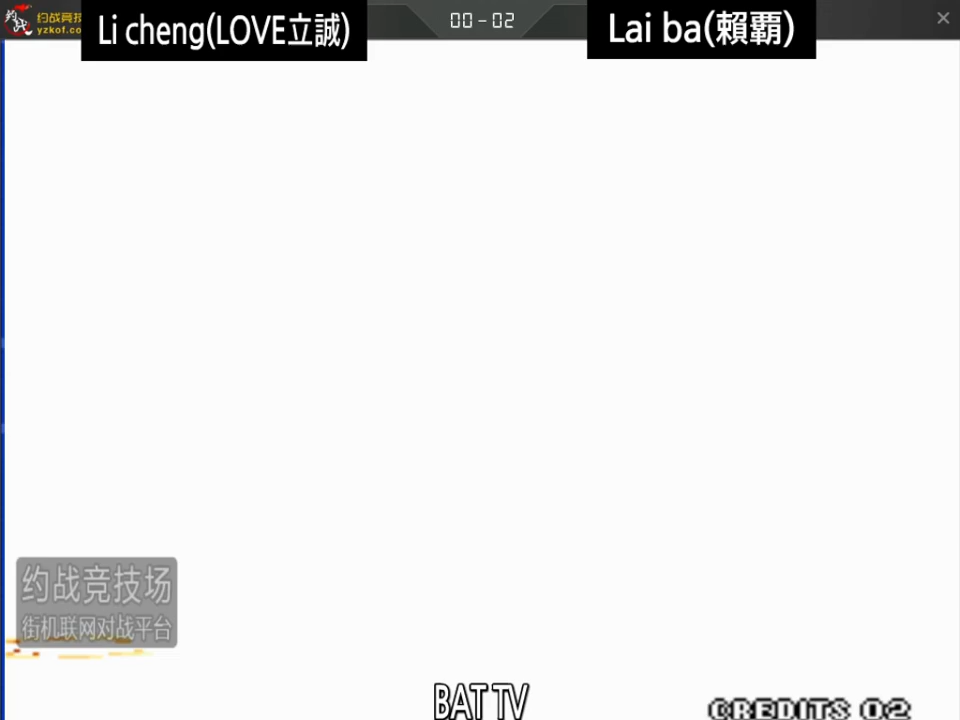 约战竞技
yzkof.co
Li cheng(LOVE立誠)
00-02
Lai ba(賴霸)
约战竞技场
街机联网对战平台
BAT TV
CREDITS 02